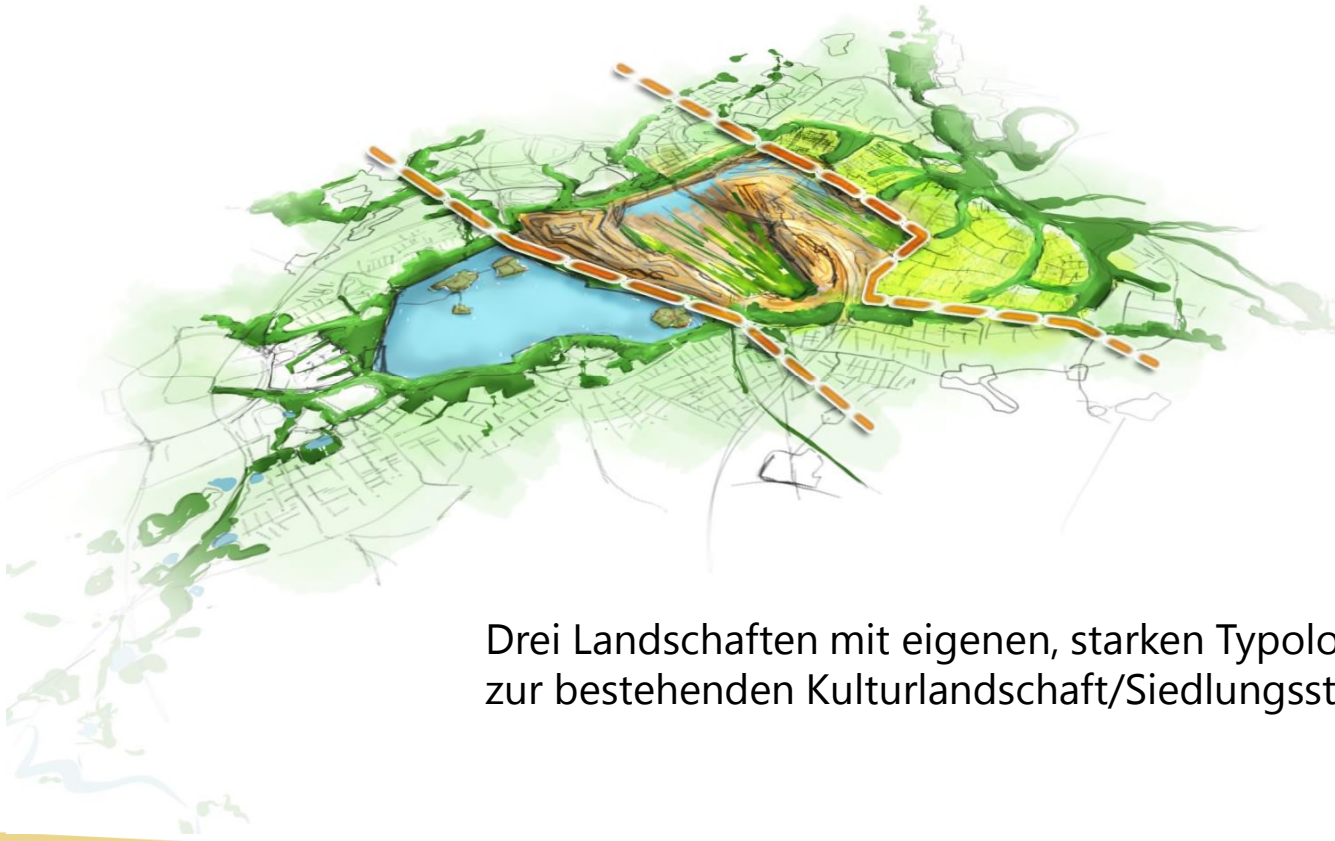 Drei Landschaften mit eigenen, starken Typolo
zur bestehenden Kulturlandschaft/Siedlungsst